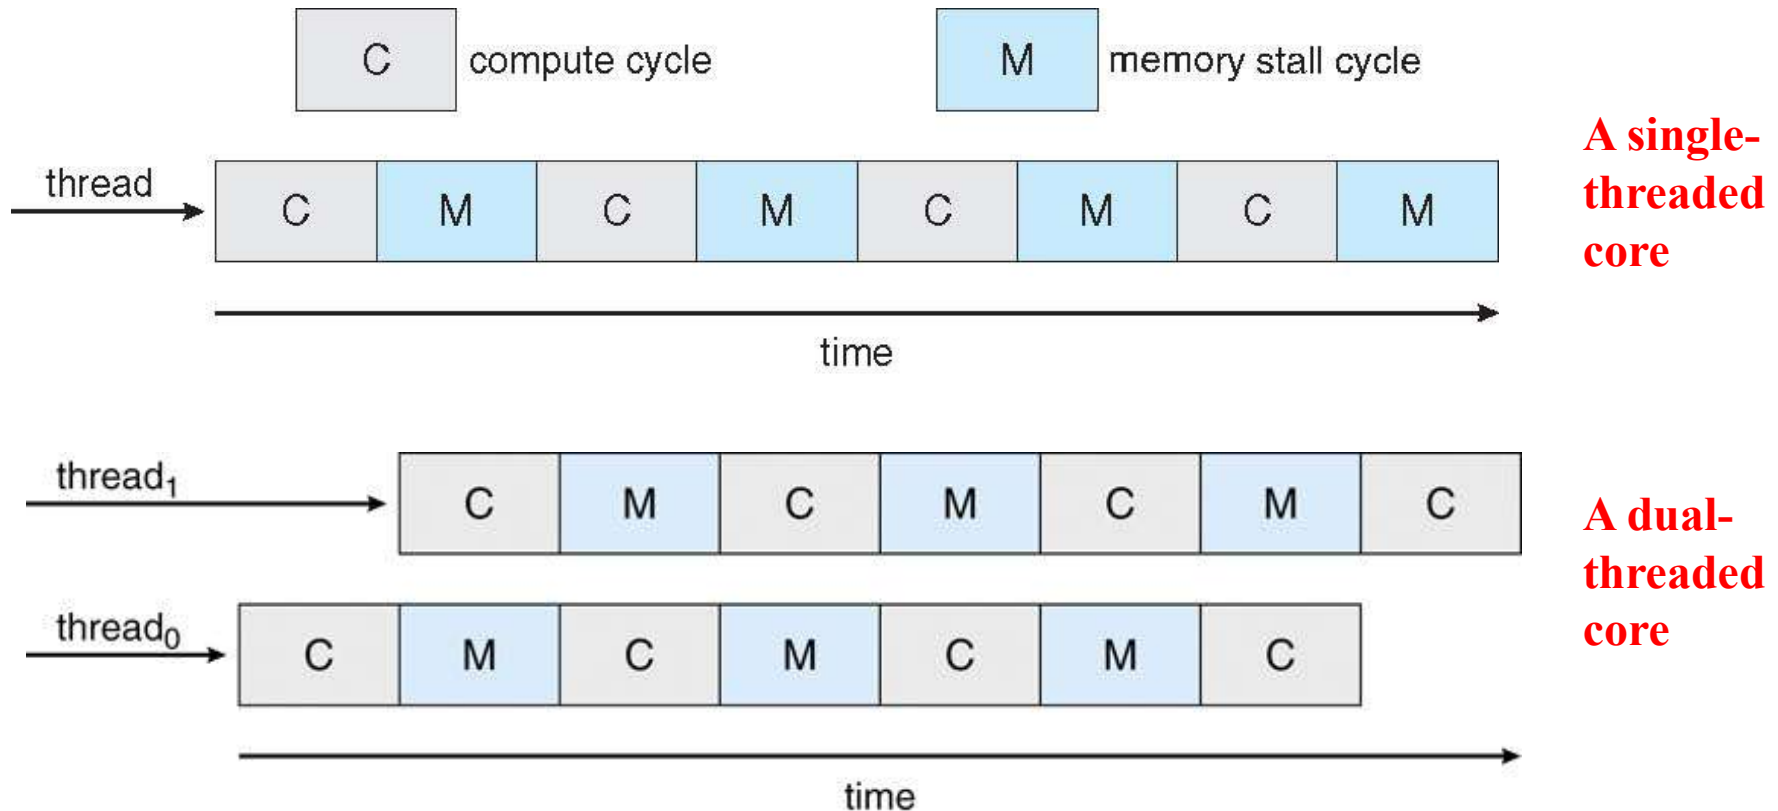 C compute cycle M memory stall cycle
thread C M C M C M C M
A single-
threaded
core
time
thread1 C M C M C M C
A dual-
threaded
core
thread0 C M C M C M C
time